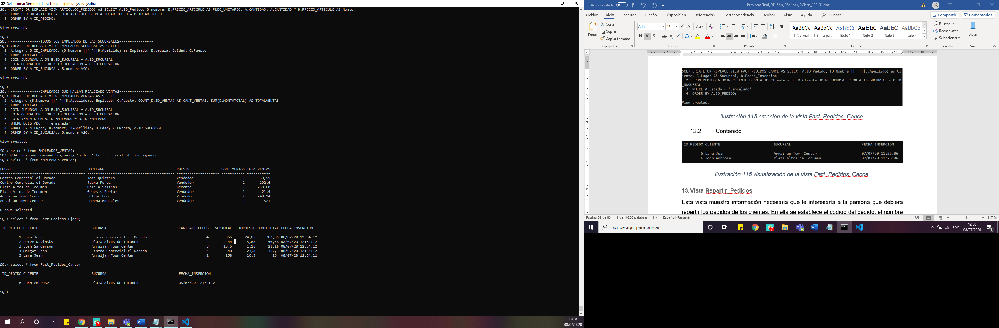 Seleccionar Símbolo del sistema - sqlplus  sys as sysdba
SQL> CREATE OR REPLACE VIEW ARTICULOS_PEDIDOS AS SELECT A.ID_Pedido, B.nombre, B.PRECIO_ARTICULO AS PREC_UNITARIO, A.CANTIDAD, A.CANTIDAD * B.PRECIO_ARTICULO AS Monto
2  FROM PEDIDO_ARTICULO A JOIN ARTICULO B ON A.ID_ARTICULO = B.ID_ARTICULO
3  ORDER BY A.ID_PEDIDO;
View created.
SQL>
SQL> --------------TODOS LOS EMPLEADOS DE LAS SUCURSALES----------------
SQL> CREATE OR REPLACE VIEW EMPLEADOS_SUCURSAL AS SELECT
2  A.Lugar, B.ID_EMPLEADO, (B.Nombre ||' '||B.Apellido) as Empleado, B.cedula, B.Edad, C.Puesto
3  FROM EMPLEADO B
4  JOIN SUCURSAL A ON B.ID_SUCURSAL = A.ID_SUCURSAL
5  JOIN OCUPACION C ON B.ID_OCUPACION = C.ID_OCUPACION
6  ORDER BY A.ID_SUCURSAL, B.nombre ASC;
View created.
SQL>
SQL> --------------EMPLEADOS QUE HALLAN REALIZADO VENTAS----------------
SQL> CREATE OR REPLACE VIEW EMPLEADOS_VENTAS AS SELECT
2  A.Lugar, (B.Nombre ||' '||B.Apellido)as Empleado, C.Puesto, COUNT(D.ID_VENTA) AS CANT_VENTAS, SUM(D.MONTOTOTAL) AS TOTALVENTAS
3  FROM EMPLEADO B
4  JOIN SUCURSAL A ON B.ID_SUCURSAL = A.ID_SUCURSAL
5  JOIN OCUPACION C ON B.ID_OCUPACION = C.ID_OCUPACION
6  JOIN VENTA D ON B.ID_EMPLEADO = D.ID_EMPLEADO
7  WHERE D.ESTADO = 'Terminada'
8  GROUP BY A.Lugar, B.nombre, B.Apellido, B.Edad, C.Puesto, A.ID_SUCURSAL
9  ORDER BY A.ID_SUCURSAL, B.nombre ASC;
View created.
SQL> selec * from EMPLEADOS_VENTAS;
SP2-0734: unknown command beginning "selec * fr..." - rest of line ignored.
SQL> select * from EMPLEADOS_VENTAS;
LUGAR EMPLEADO PUESTO CANT_VENTAS TOTALVENTAS
Centro Comercial el Dorado Jose Quintero Vendedor 1 39,59
Centro Comercial el Dorado Juana Perez Vendedor 1 192,6
Plaza Altos de Tocumen Dalila Salinas Gerente 1 239,68
Plaza Altos de Tocumen Genesis Pertuz Vendedor 1 21,4
Arraijan Town Center Felipe Loo Vendedor 2 248,24
Arraijan Town Center Lorena Gonzales Vendedor 1 321
6 rows selected.
SQL> select * from Fact_Pedidos_Ejecu;
ID_PEDIDO CLIENTE SUCURSAL CANT_ARTICULOS SUBTOTAL IMPUESTO MONTOTOTAL FECHA_INSERCION
1 Lara Jean Centro Comercial el Dorado 4 355 24,85 383,35 08/07/20 12:54:12
2 Peter Kavinsky Plaza Altos de Tocumen 4 44 3,08 50,58 08/07/20 12:54:12
3 Josh Sanderson Arraijan Town Center 3 16,5 1,16 21,16 08/07/20 12:54:12
4 Margot Jean Centro Comercial el Dorado 4 340 23,8 367,3 08/07/20 12:54:12
5 Lara Jean Arraijan Town Center 1 150 10,5 164 08/07/20 12:54:12
SQL> select * from Fact_Pedidos_Cance;
ID_PEDIDO CLIENTE SUCURSAL FECHA_INSERCION
6 John Ambrose Plaza Altos de Tocumen 08/07/20 12:54:12
SQL>
7
12:58
08/07/2020
Autoguardado ProyectoFinal_DTuñón_DSalinas_DChen_1SF131.docx
Archivo Inicio Insertar Diseño Disposición Referencias Correspondencia Revisar Vista Ayuda Buscar Compartir Comentarios
Pegar
Cortar
Copiar
Copiar formato
Portapapeles
Arial 12
N K S ab
Fuente
Párrafo
AaBbCc AaBbCc AaBbCc AaBbC AaBbC AaBbCc
¶ Normal ¶ Sin espa... Título 1 Título 2 Título 3 Título 4
Estilos
Buscar
Reemplazar
Seleccionar
Edición
Dictar
Voz
SQL> CREATE OR REPLACE VIEW FACT_PEDIDOS_CANCE AS SELECT A.ID_Pedido, (B.Nombre ||' '||B.Apellido) as Cl
iente, C.Lugar AS Sucursal, A.Fecha_Insercion
2  FROM PEDIDO A JOIN CLIENTE B ON A.ID_Cliente = B.ID_Cliente JOIN SUCURSAL C ON A.ID_SUCURSAL = C.ID
_SUCURSAL
3  WHERE A.Estado = 'Cancelado'
4  ORDER BY A.ID_PEDIDO;
View created.
Ilustración 115 creación de la vista Fact_Pedidos_Cance.
12.2. Contenido
ID_PEDIDO CLIENTE SUCURSAL FECHA_INSERCION
5 Lara Jean Arraijan Town Center 07/07/20 11:26:06
6 John Ambrose Plaza Altos de Tocumen 07/07/20 11:26:06
Ilustración 116 visualización de la vista Fact_Pedidos_Cance.
13. Vista Repartir_Pedidos
Esta vista muestra información necesaria que le interesaría a la persona que debiera
repartir los pedidos de los clientes. En ella se establece el código del pedido, el nombre
Página 82 de 85 1 de 10250 palabras Español (Panamá) 117 %
Escribe aquí para buscar
7
ESP
12:58
08/07/2020
1